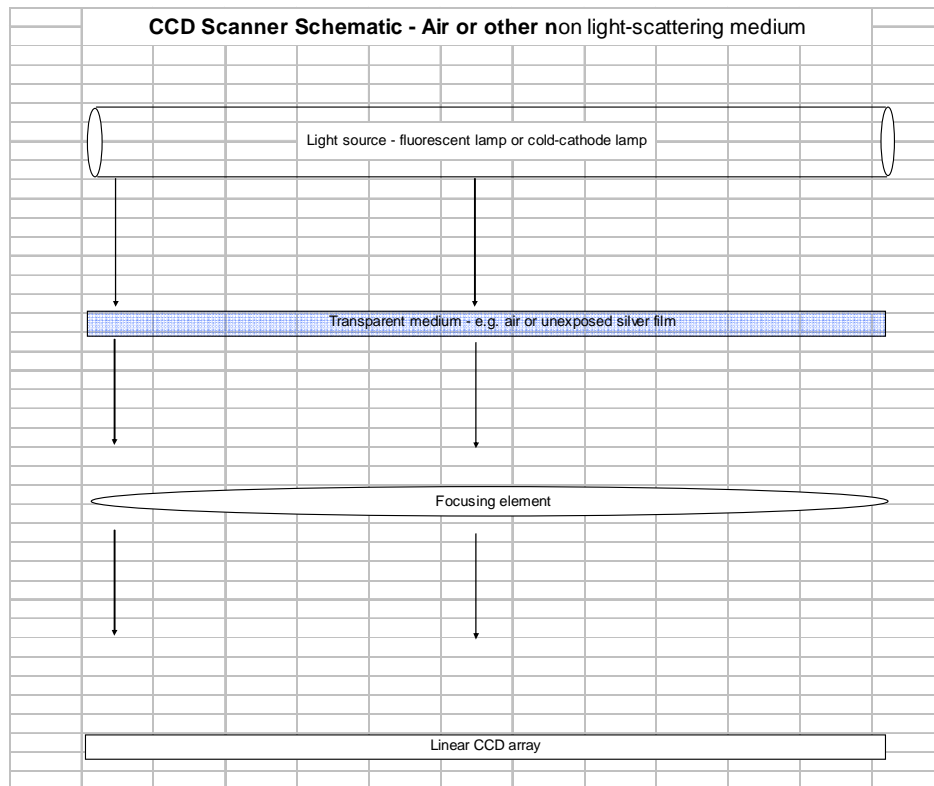 CCD Scanner Schematic - Air or other non light-scattering medium
Light source - fluorescent lamp or cold-cathode lamp
Transparent medium - e.g. air or unexposed silver film
Focusing element
Linear CCD array